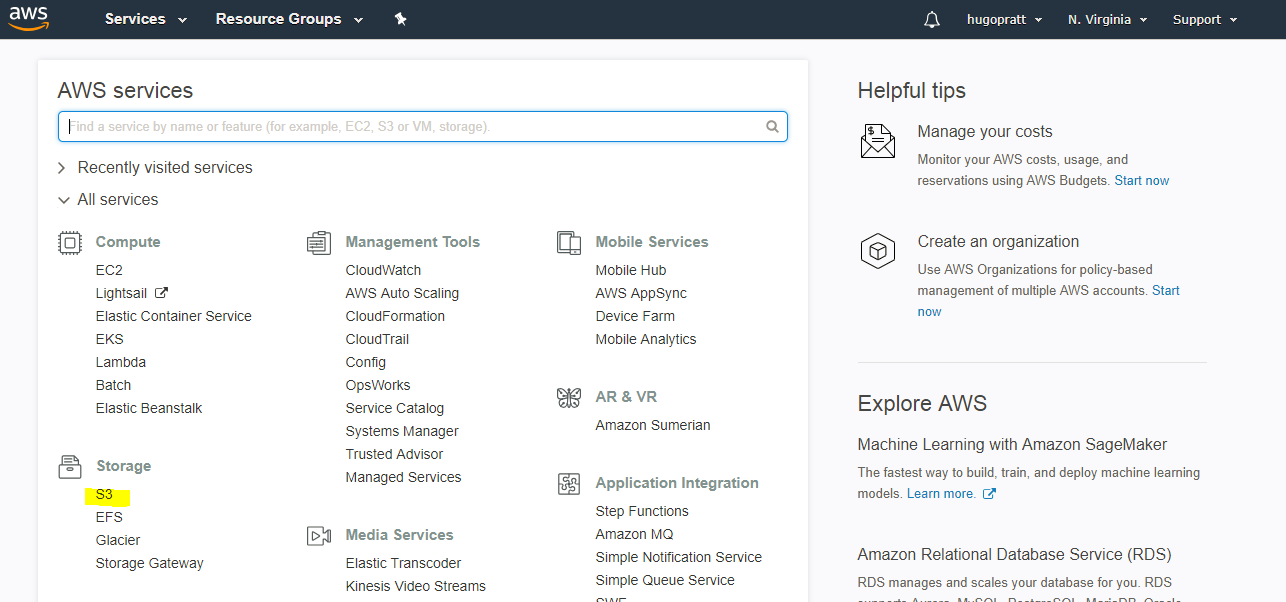 aws
Services
Resource Groups
hugopratt
N. Virginia
Support
AWS services
Find a service by name or feature (for example, EC2, S3 or VM, storage).
Recently visited services
All services
Compute
EC2
Lightsail
Elastic Container Service
EKS
Lambda
Batch
Elastic Beanstalk
Storage
S3
EFS
Glacier
Storage Gateway
Management Tools
CloudWatch
AWS Auto Scaling
CloudFormation
CloudTrail
Config
OpsWorks
Service Catalog
Systems Manager
Trusted Advisor
Managed Services
Media Services
Elastic Transcoder
Kinesis Video Streams
Mobile Services
Mobile Hub
AWS AppSync
Device Farm
Mobile Analytics
AR & VR
Amazon Sumerian
Application Integration
Step Functions
Amazon MQ
Simple Notification Service
Simple Queue Service
SWF
Helpful tips
Manage your costs
Monitor your AWS costs, usage, and
reservations using AWS Budgets. Start now
Create an organization
Use AWS Organizations for policy-based
management of multiple AWS accounts. Start
now
Explore AWS
Machine Learning with Amazon SageMaker
The fastest way to build, train, and deploy machine learning
models. Learn more.
Amazon Relational Database Service (RDS)
RDS manages and scales your database for you. RDS
supports Aurora, MySQL, PostgreSQL, MariaDB, Oracle,